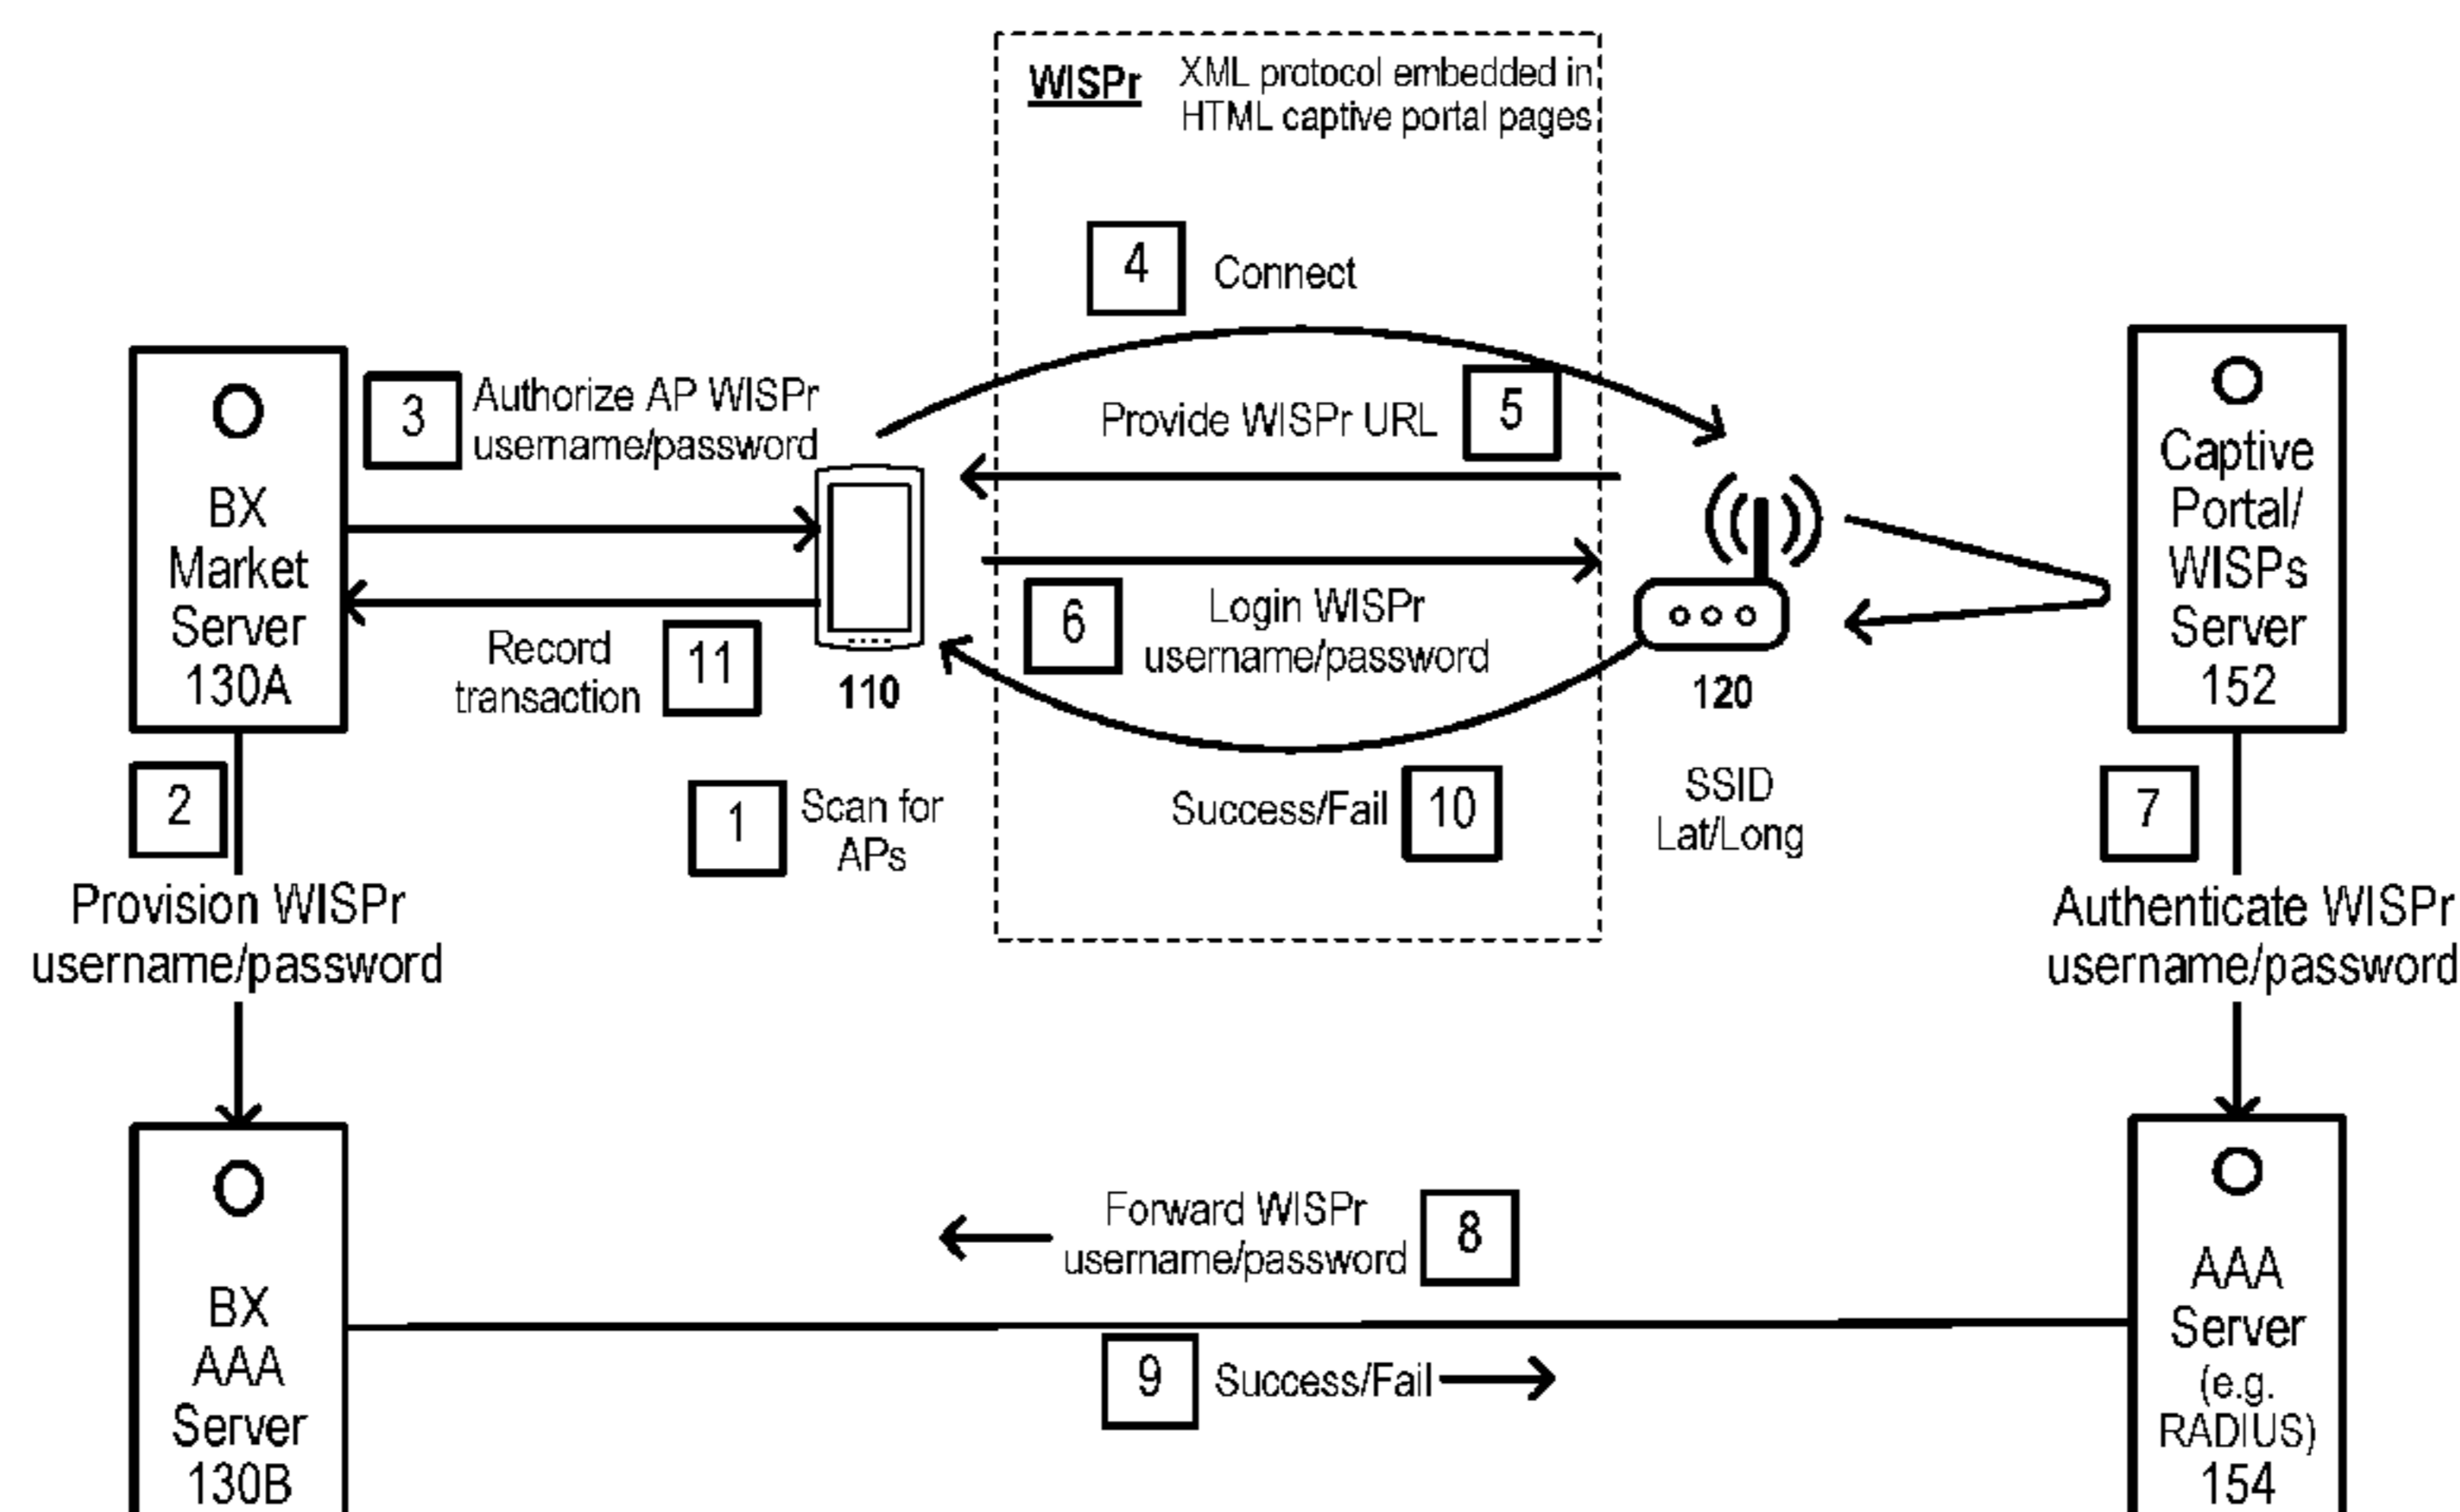 WISPr
XML protocol embedded in
HTML captive portal pages
4
Connect
3
Authorize AP WISPr
username/password
Provide WISPr URL
5
BX
Market
Server
130A
Captive
Portal/
WISPs
Server
152
6
Login WISPr
username/password
Record
transaction
11
110
120
2
1
Scan for
APs
Success/Fail
10
SSID
Lat/Long
7
Provision WISPr
username/password
Authenticate WISPr
username/password
Forward WISPr
username/password
8
9
Success/Fail
BX
AAA
Server
130B
AAA
Server
(e.g.
RADIUS)
154